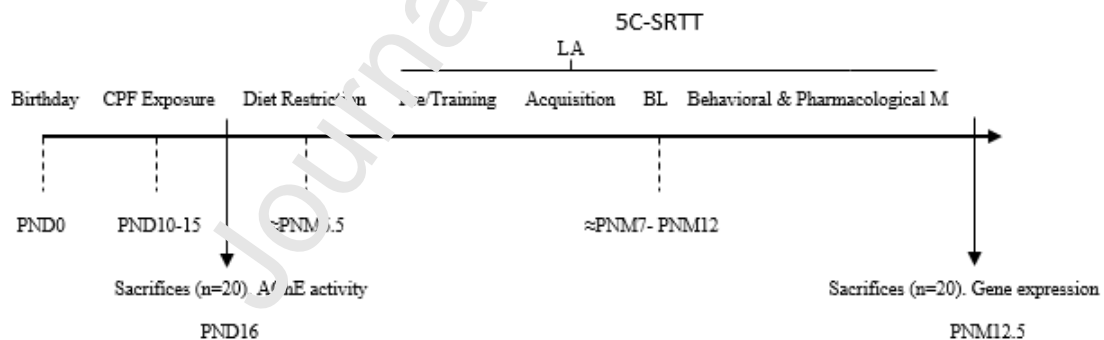 5C-SRTT
LA
Birthday CPF Exposure Diet Restriction Training Acquisition BL Behavioral & Pharmacological M
PND0 PND10-15 ≈PNM7- PNM12
Sacrifices (n=20). activity Sacrifices (n=20). Gene expression
PND16 PNM12.5
Journa